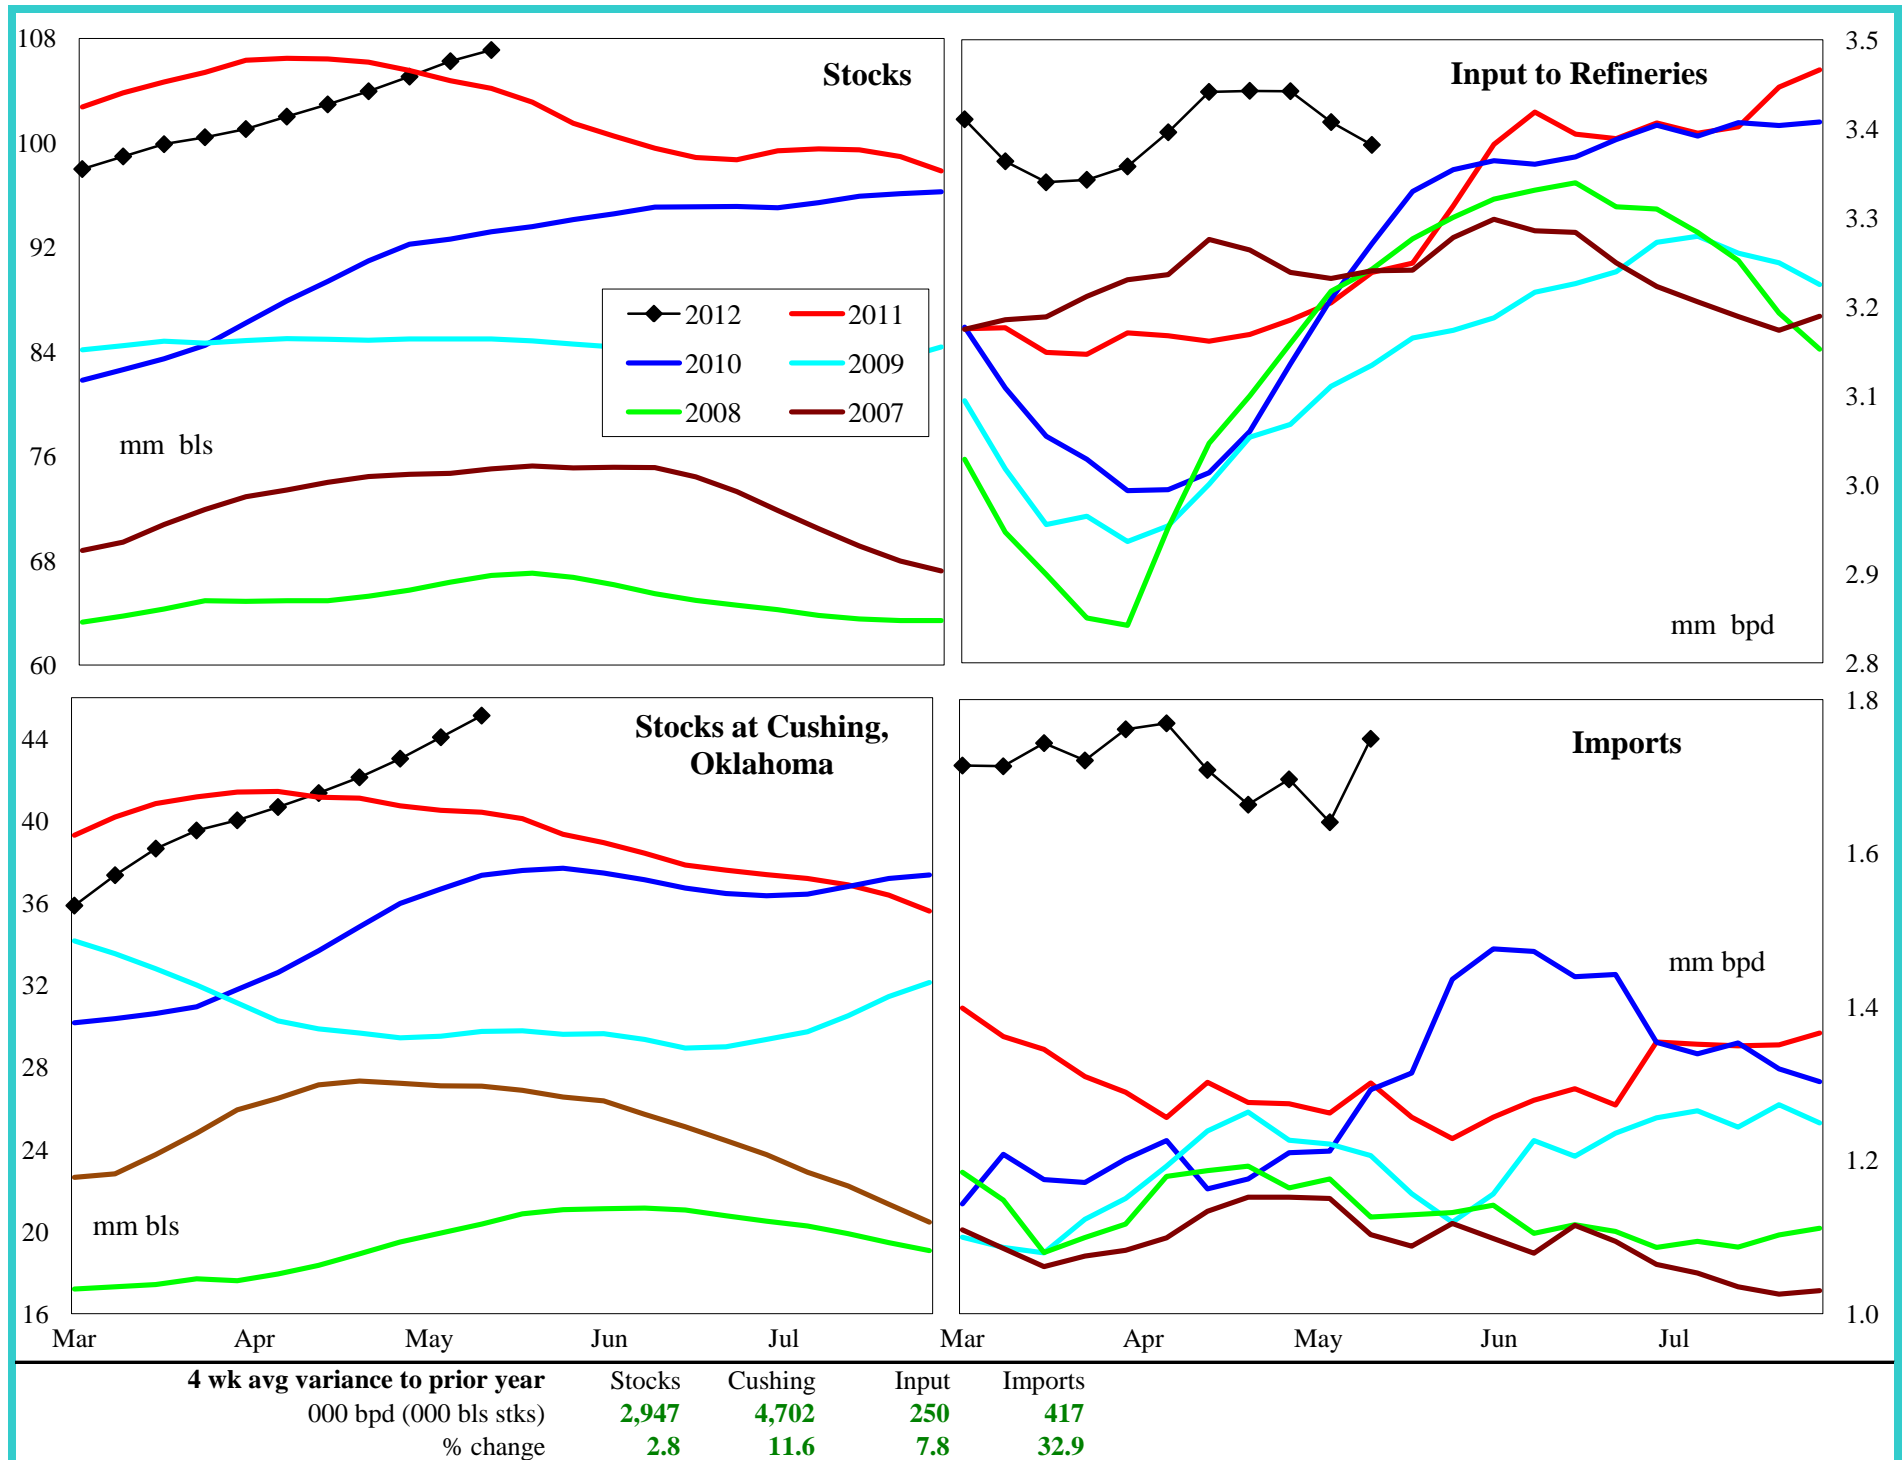 Stocks
108
100
92
84
76
68
60
mm bls
2012 2011
2010 2009
2008 2007
Input to Refineries
3.5
3.4
3.3
3.2
3.1
3.0
2.9
2.8
mm bpd
Stocks at Cushing,
Oklahoma
44
40
36
32
28
24
20
16
mm bls
Mar Apr May Jun Jul
Imports
1.8
1.6
1.4
1.2
1.0
mm bpd
Mar Apr May Jun Jul
4 wk avg variance to prior year Stocks Cushing Input Imports
000 bpd (000 bls stks) 2,947 4,702 250 417
% change 2.8 11.6 7.8 32.9